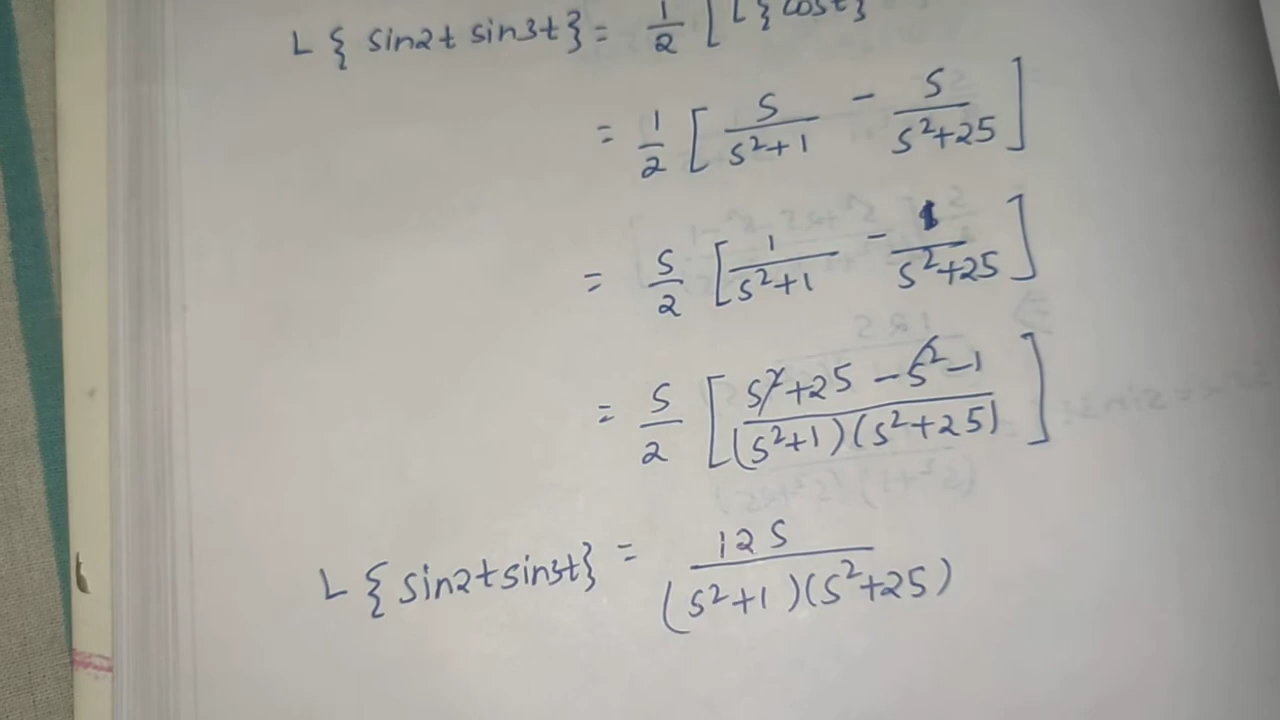 L { sin2t sin3t} = 1/2 [ L{ cost}
= 1/2 [ s/(s²+1) - s/(s²+25) ]
= s/2 [ 1/(s²+1) - 1/(s²+25) ]
= s/2 [ (s²+25 - s² - 1)/((s²+1)(s²+25)) ]
L { sin2t sin3t} = 12s/((s²+1)(s²+25))